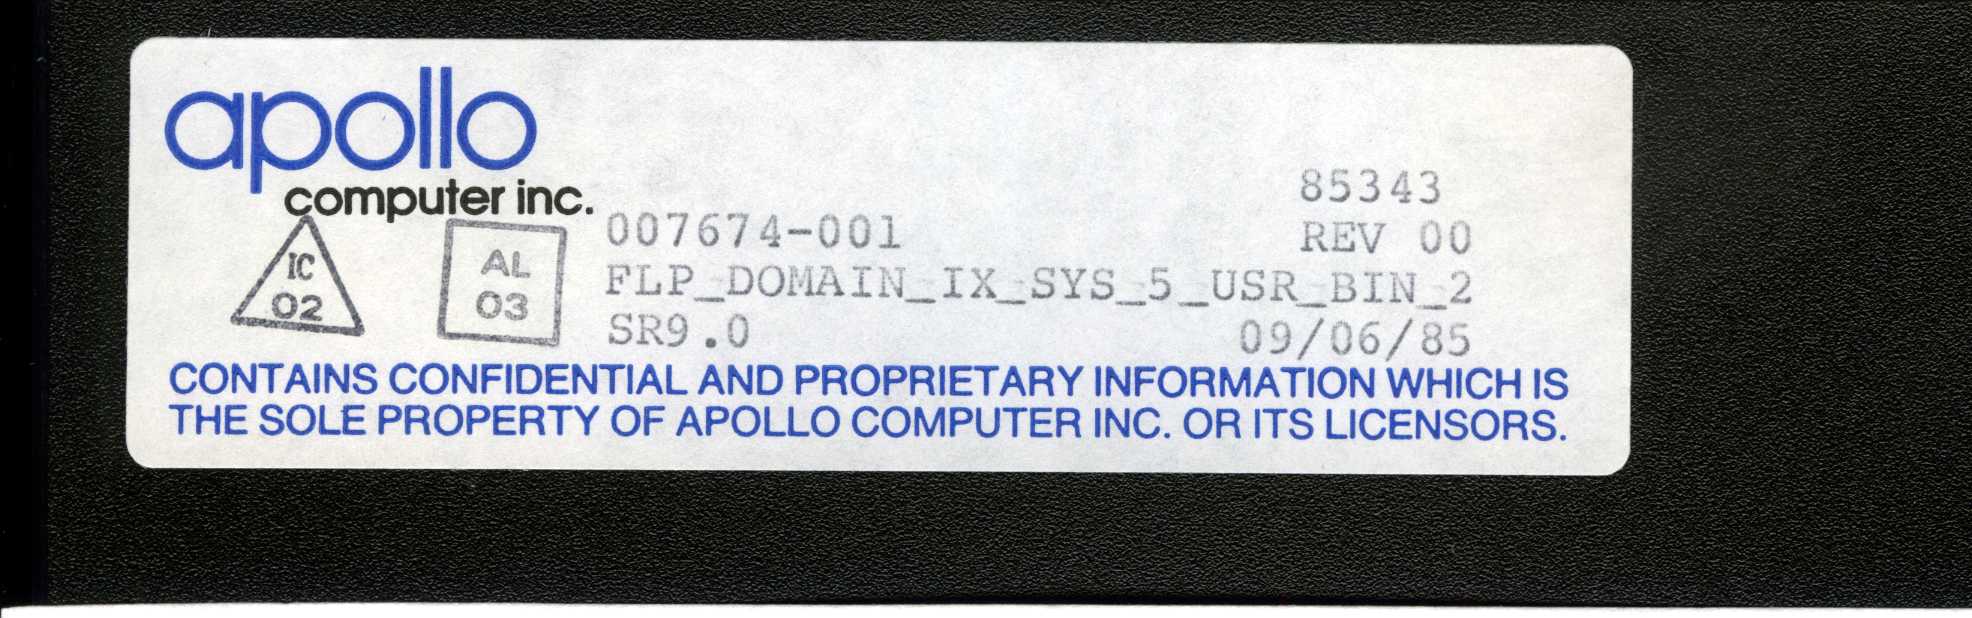 apollo
computer inc.
85343
007674-001 REV 00
IC
02
AL
03
FLP_DOMAIN_IX_SYS_5_USR_BIN_2
SR9.0 09/06/85
CONTAINS CONFIDENTIAL AND PROPRIETARY INFORMATION WHICH IS
THE SOLE PROPERTY OF APOLLO COMPUTER INC. OR ITS LICENSORS.